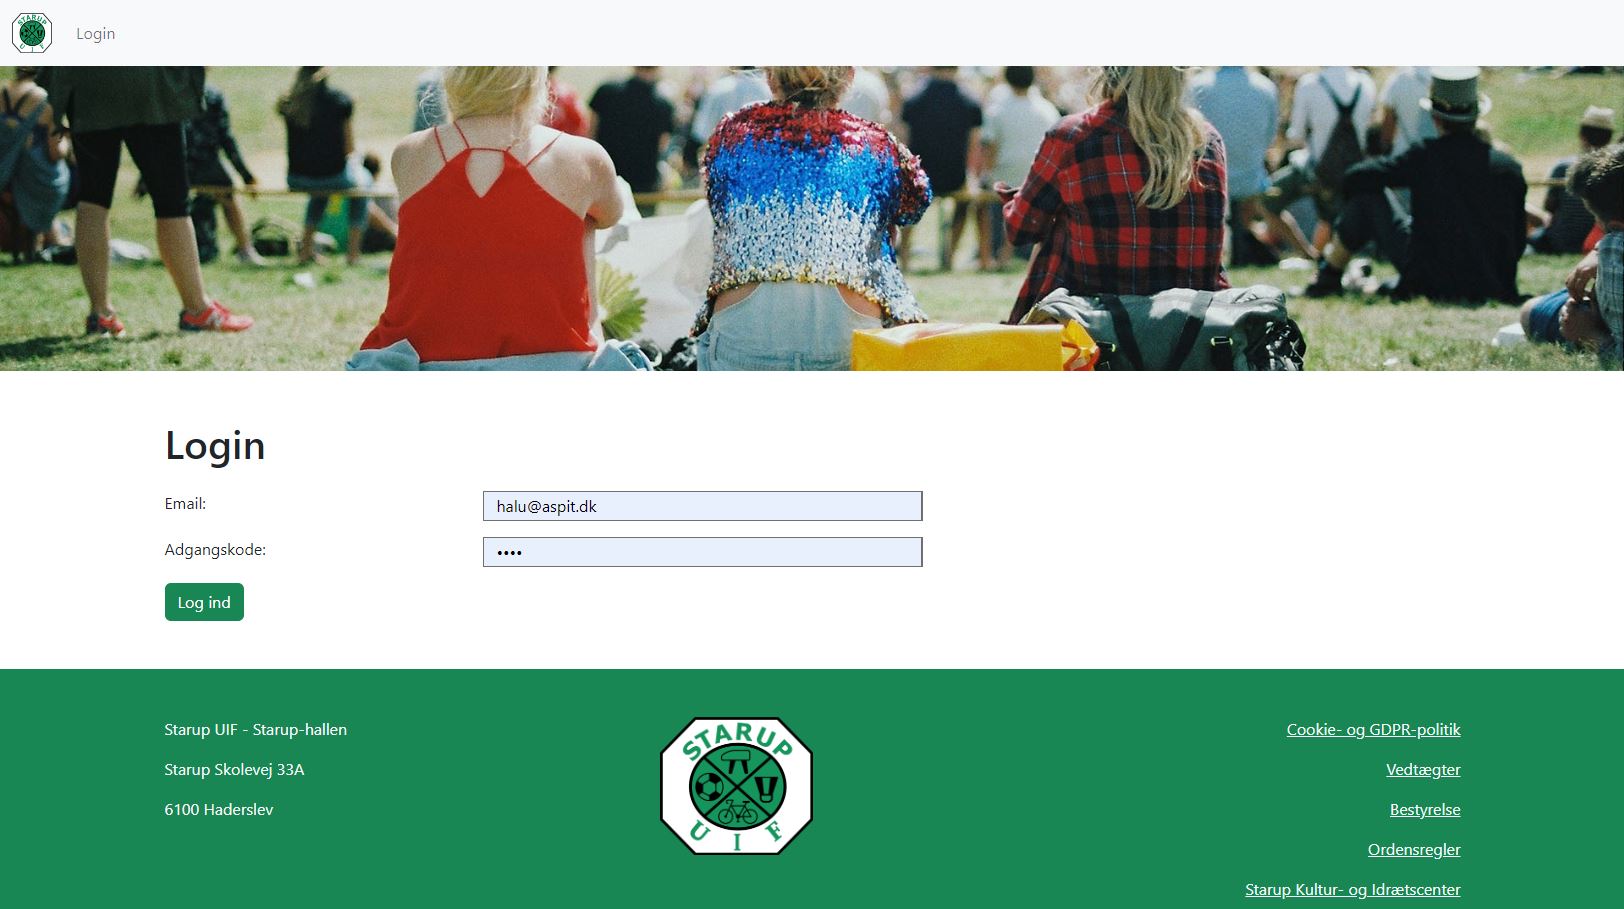 STARUP
U I F
Login
Login
Email:
halu@aspit.dk
Adgangskode:
••••
Log ind
Starup UIF - Starup-hallen
Starup Skolevej 33A
6100 Haderslev
STARUP
U I F
Cookie- og GDPR-politik
Vedtægter
Bestyrelse
Ordensregler
Starup Kultur- og Idrætscenter